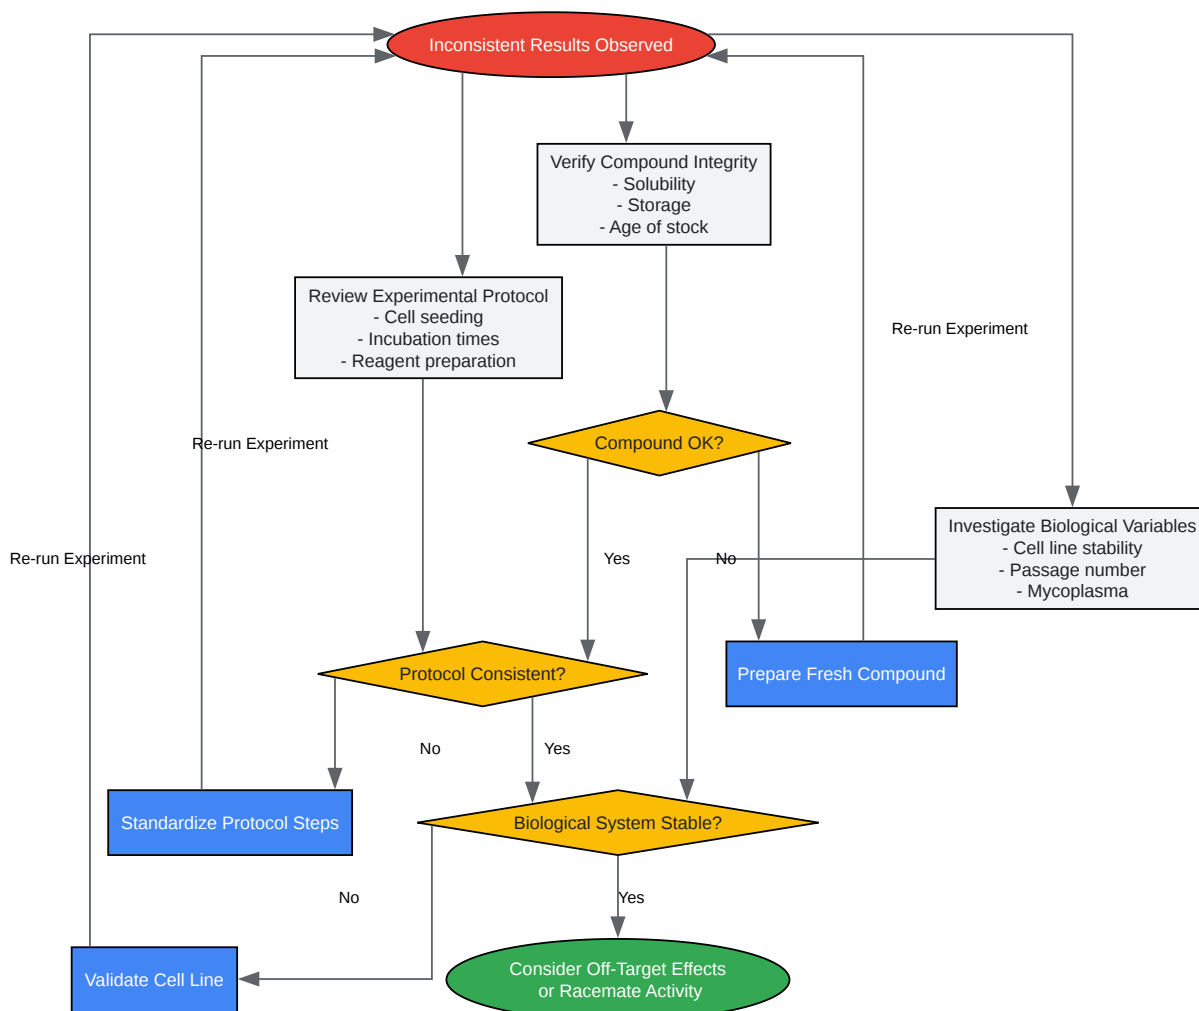 Inconsistent Results Observed
Verify Compound Integrity
- Solubility
- Storage
- Age of stock
Review Experimental Protocol
- Cell seeding
- Incubation times
- Reagent preparation
Re-run Experiment
Re-run Experiment
Compound OK?
Investigate Biological Variables
- Cell line stability
- Passage number
- Mycoplasma
Re-run Experiment
Yes
No
Protocol Consistent?
Prepare Fresh Compound
No
Yes
Standardize Protocol Steps
Biological System Stable?
No
Yes
Validate Cell Line
Consider Off-Target Effects
or Racemate Activity